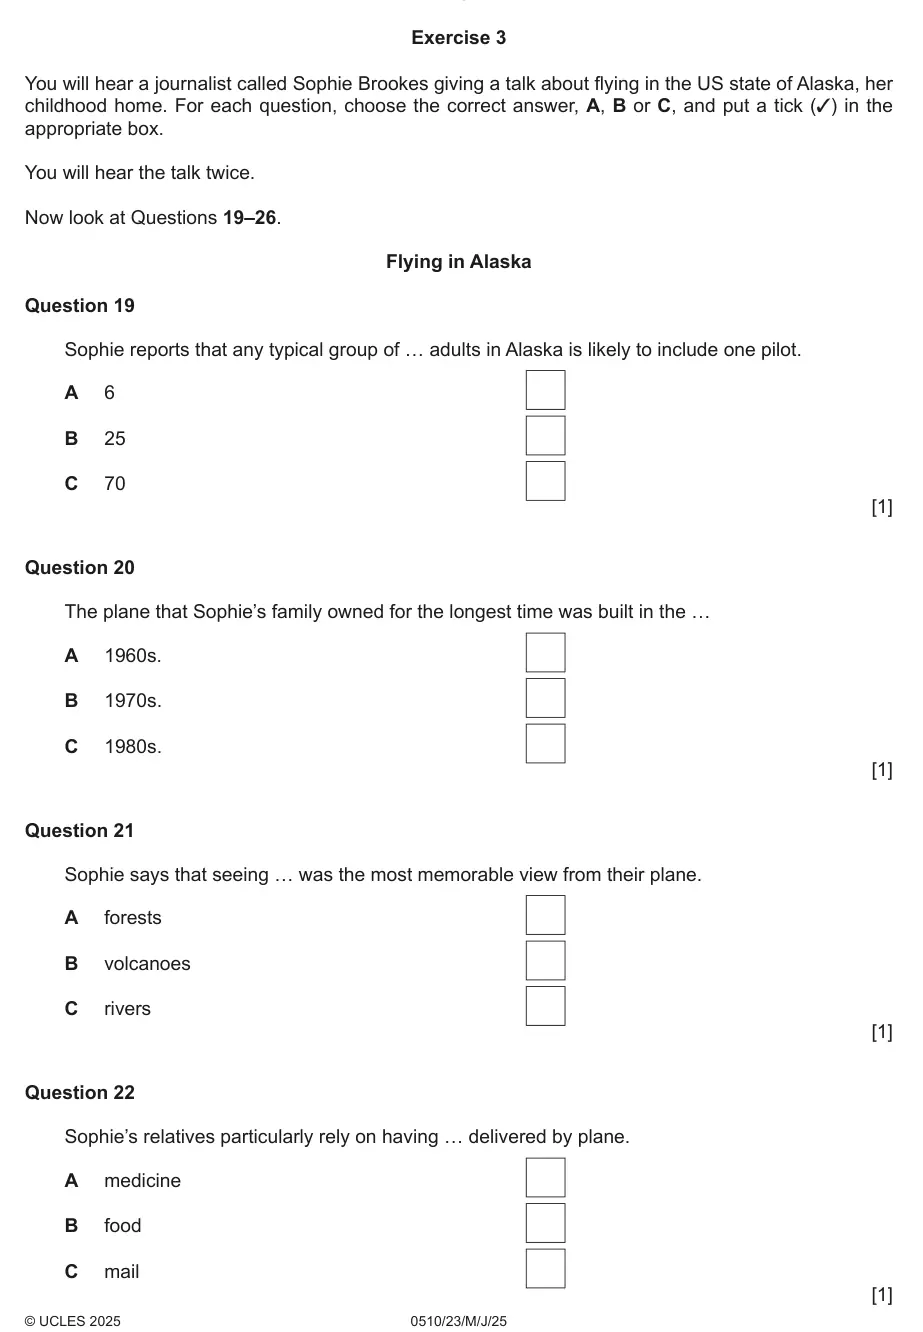 Exercise 3
You will hear a journalist called Sophie Brookes giving a talk about flying in the US state of Alaska, her
childhood home. For each question, choose the correct answer, A, B or C, and put a tick (✓) in the
appropriate box.
You will hear the talk twice.
Now look at Questions 19–26.
Flying in Alaska
Question 19
Sophie reports that any typical group of … adults in Alaska is likely to include one pilot.
A 6
B 25
C 70
[1]
Question 20
The plane that Sophie’s family owned for the longest time was built in the …
A 1960s.
B 1970s.
C 1980s.
[1]
Question 21
Sophie says that seeing … was the most memorable view from their plane.
A forests
B volcanoes
C rivers
[1]
Question 22
Sophie’s relatives particularly rely on having … delivered by plane.
A medicine
B food
C mail
[1]
© UCLES 2025 0510/23/M/J/25